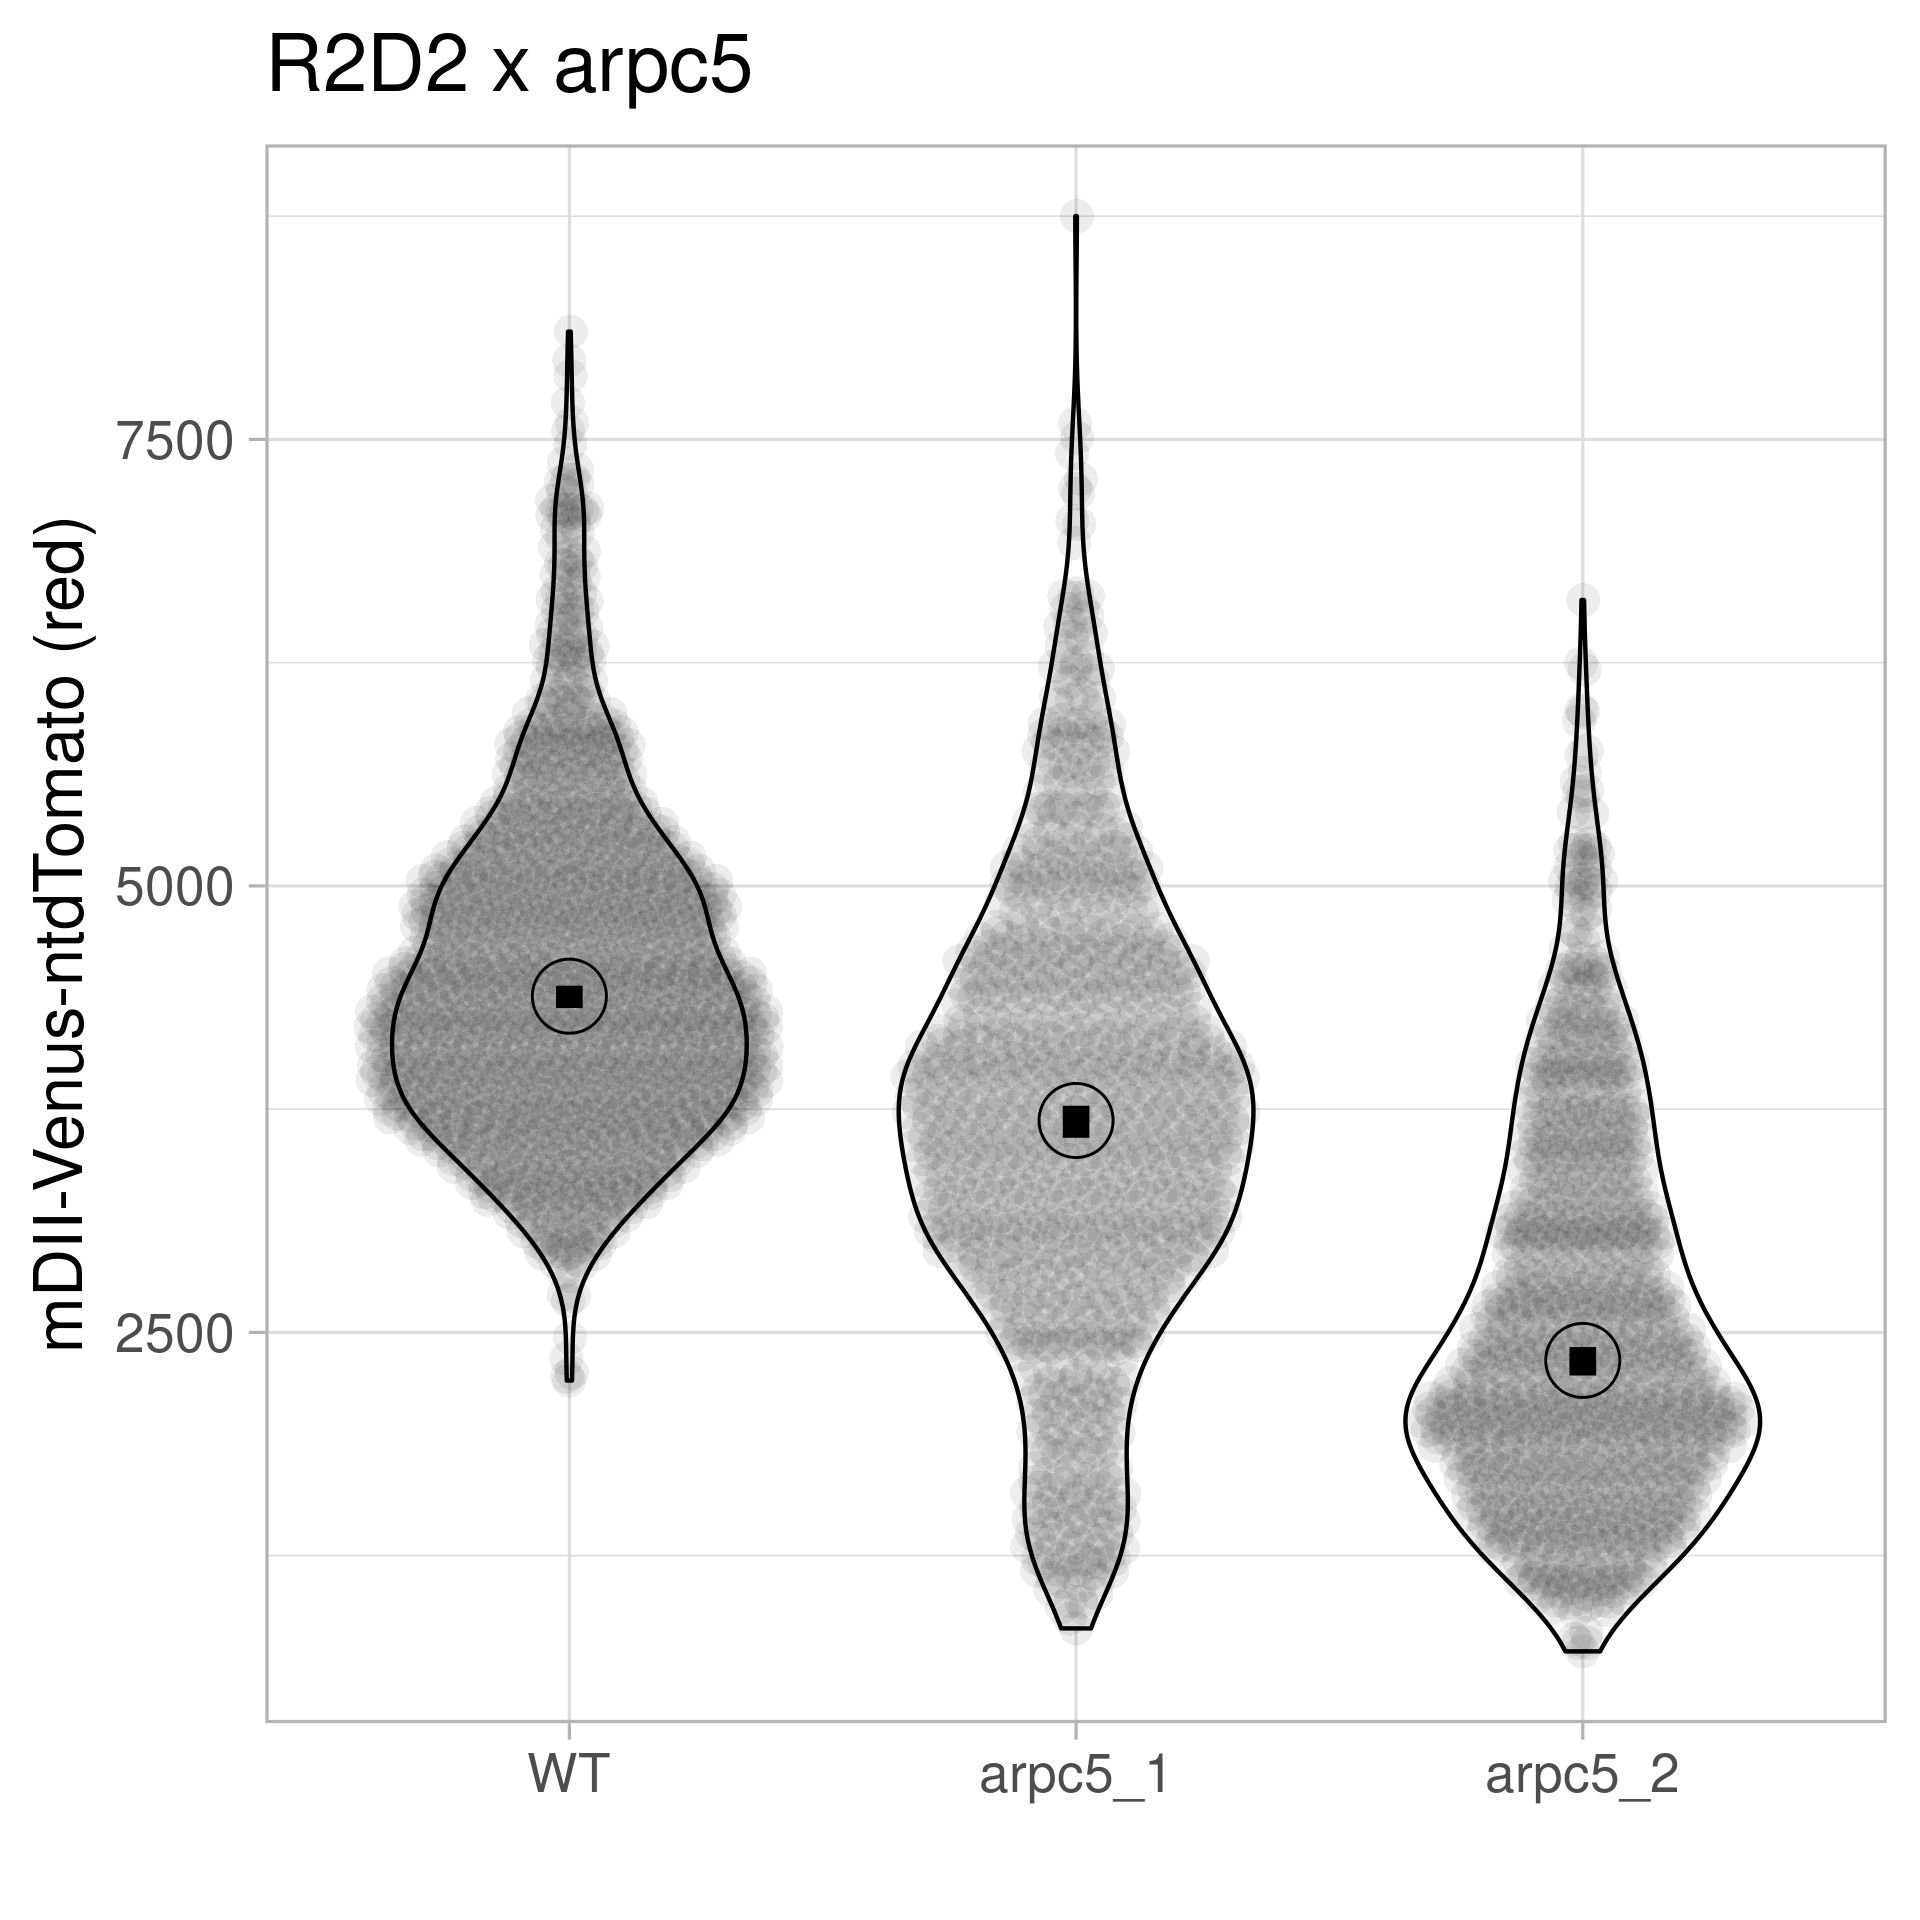 R2D2 x arpc5
mDII-Venus-ntdTomato (red)
7500
5000
2500
WT
arpc5_1
arpc5_2